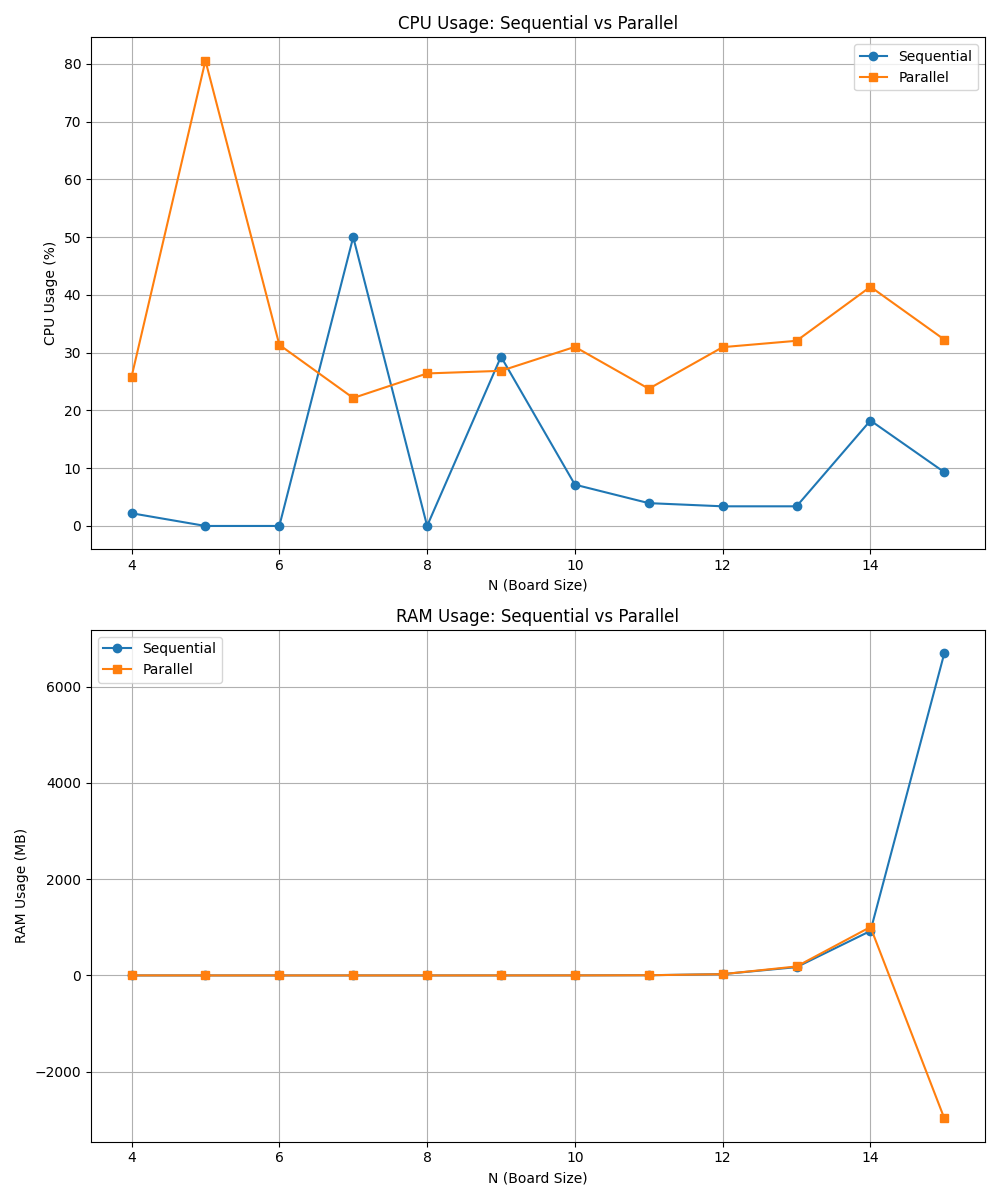 CPU Usage: Sequential vs Parallel
Sequential
Parallel
CPU Usage (%)
80
70
60
50
40
30
20
10
0
4 6 8 10 12 14
N (Board Size)
RAM Usage: Sequential vs Parallel
Sequential
Parallel
RAM Usage (MB)
6000
4000
2000
0
−2000
4 6 8 10 12 14
N (Board Size)